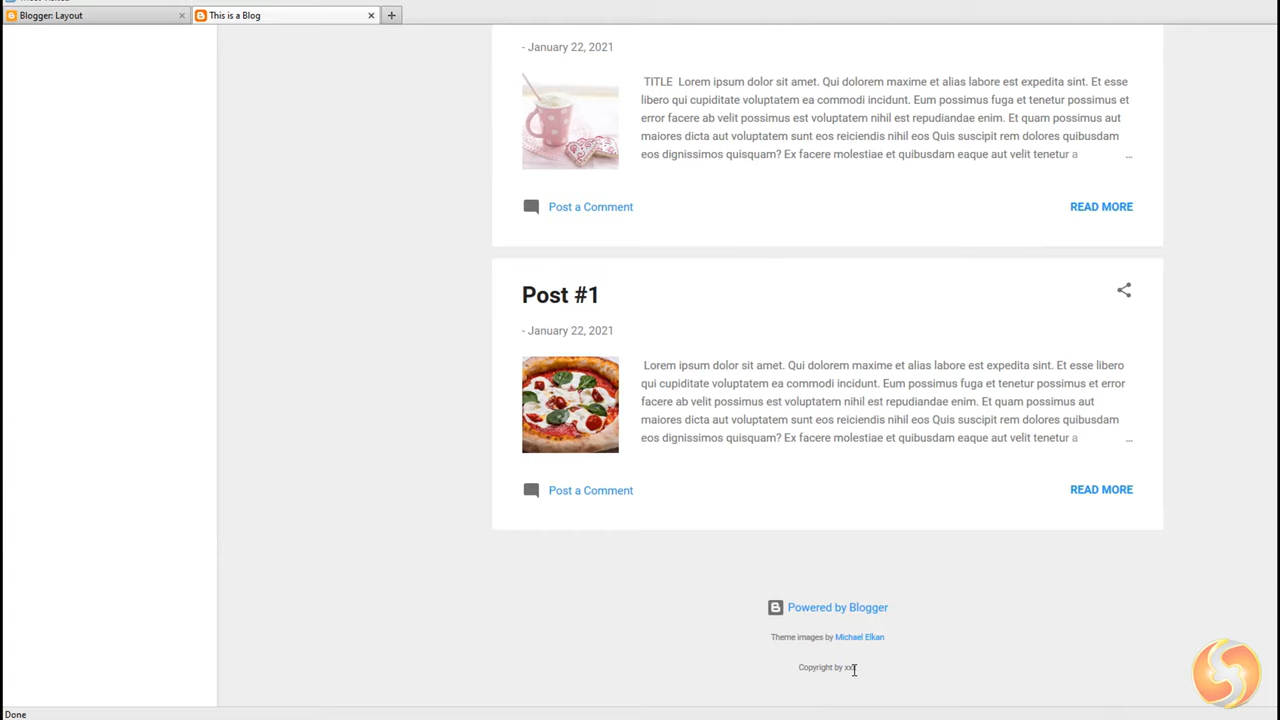 Blogger: Layout
This is a Blog
- January 22, 2021
TITLE Lorem ipsum dolor sit amet. Qui dolorem maxime et alias labore est expedita sint. Et esse
libero qui cupiditate voluptatem ea commodi incidunt. Eum possimus fuga et tenetur possimus et
error facere ab velit possimus voluptatem nihil est repudiandae enim. Et quam possimus aut
maiores dicta aut voluptatem sunt eos reiciendis nihil eos Quis suscipit rem dolores quibusdam
eos dignissimos quisquam? Ex facere molestiae et quibusdam eaque aut velit tenetur a ...
Post a Comment
READ MORE
Post #1
- January 22, 2021
Lorem ipsum dolor sit amet. Qui dolorem maxime et alias labore est expedita sint. Et esse libero
qui cupiditate voluptatem ea commodi incidunt. Eum possimus fuga et tenetur possimus et error
facere ab velit possimus voluptatem nihil est repudiandae enim. Et quam possimus aut
maiores dicta aut voluptatem sunt eos reiciendis nihil eos Quis suscipit rem dolores quibusdam
eos dignissimos quisquam? Ex facere molestiae et quibusdam eaque aut velit tenetur a ...
Post a Comment
READ MORE
Powered by Blogger
Theme images by Michael Elkan
Copyright by
Done